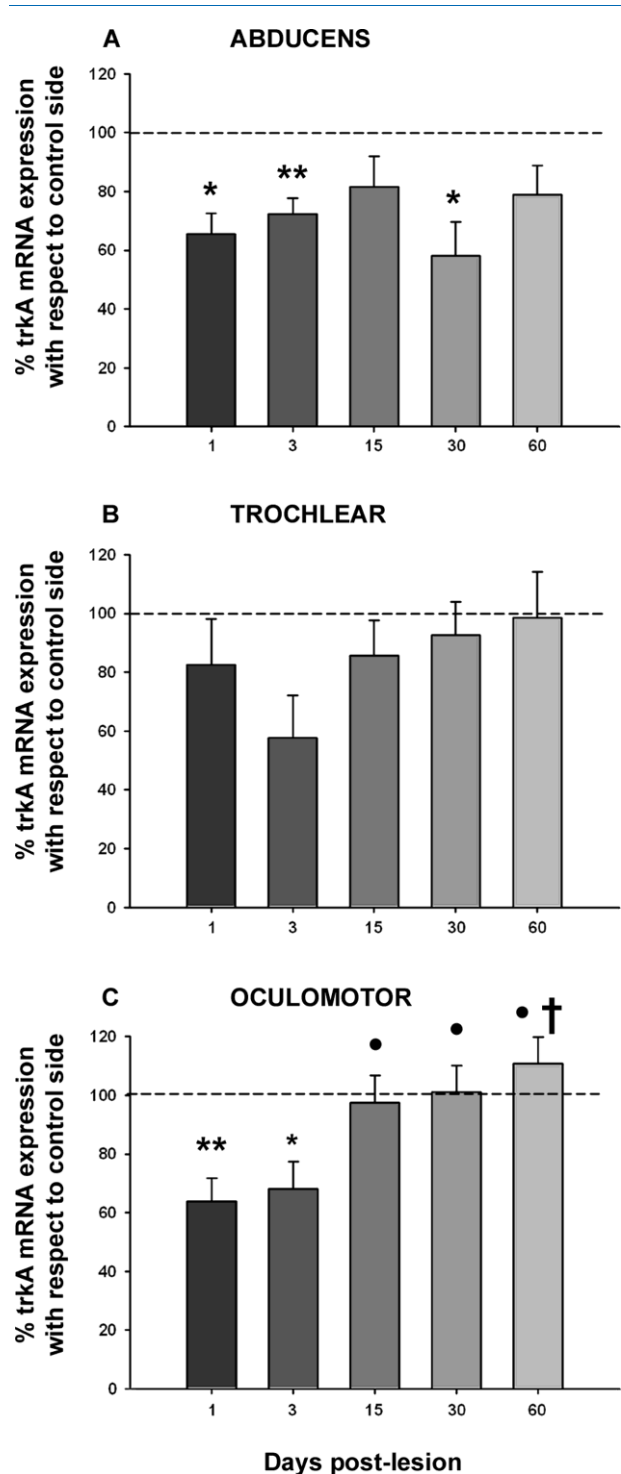 A ABDUCENS
% trkA mRNA expression
with respect to control side
120
100
80
60
40
20
0
* ** *
1 3 15 30 60
B TROCHLEAR
% trkA mRNA expression
with respect to control side
120
100
80
60
40
20
0
1 3 15 30 60
C OCULOMOTOR
% trkA mRNA expression
with respect to control side
120
100
80
60
40
20
0
** * • • • †
1 3 15 30 60
Days post-lesion